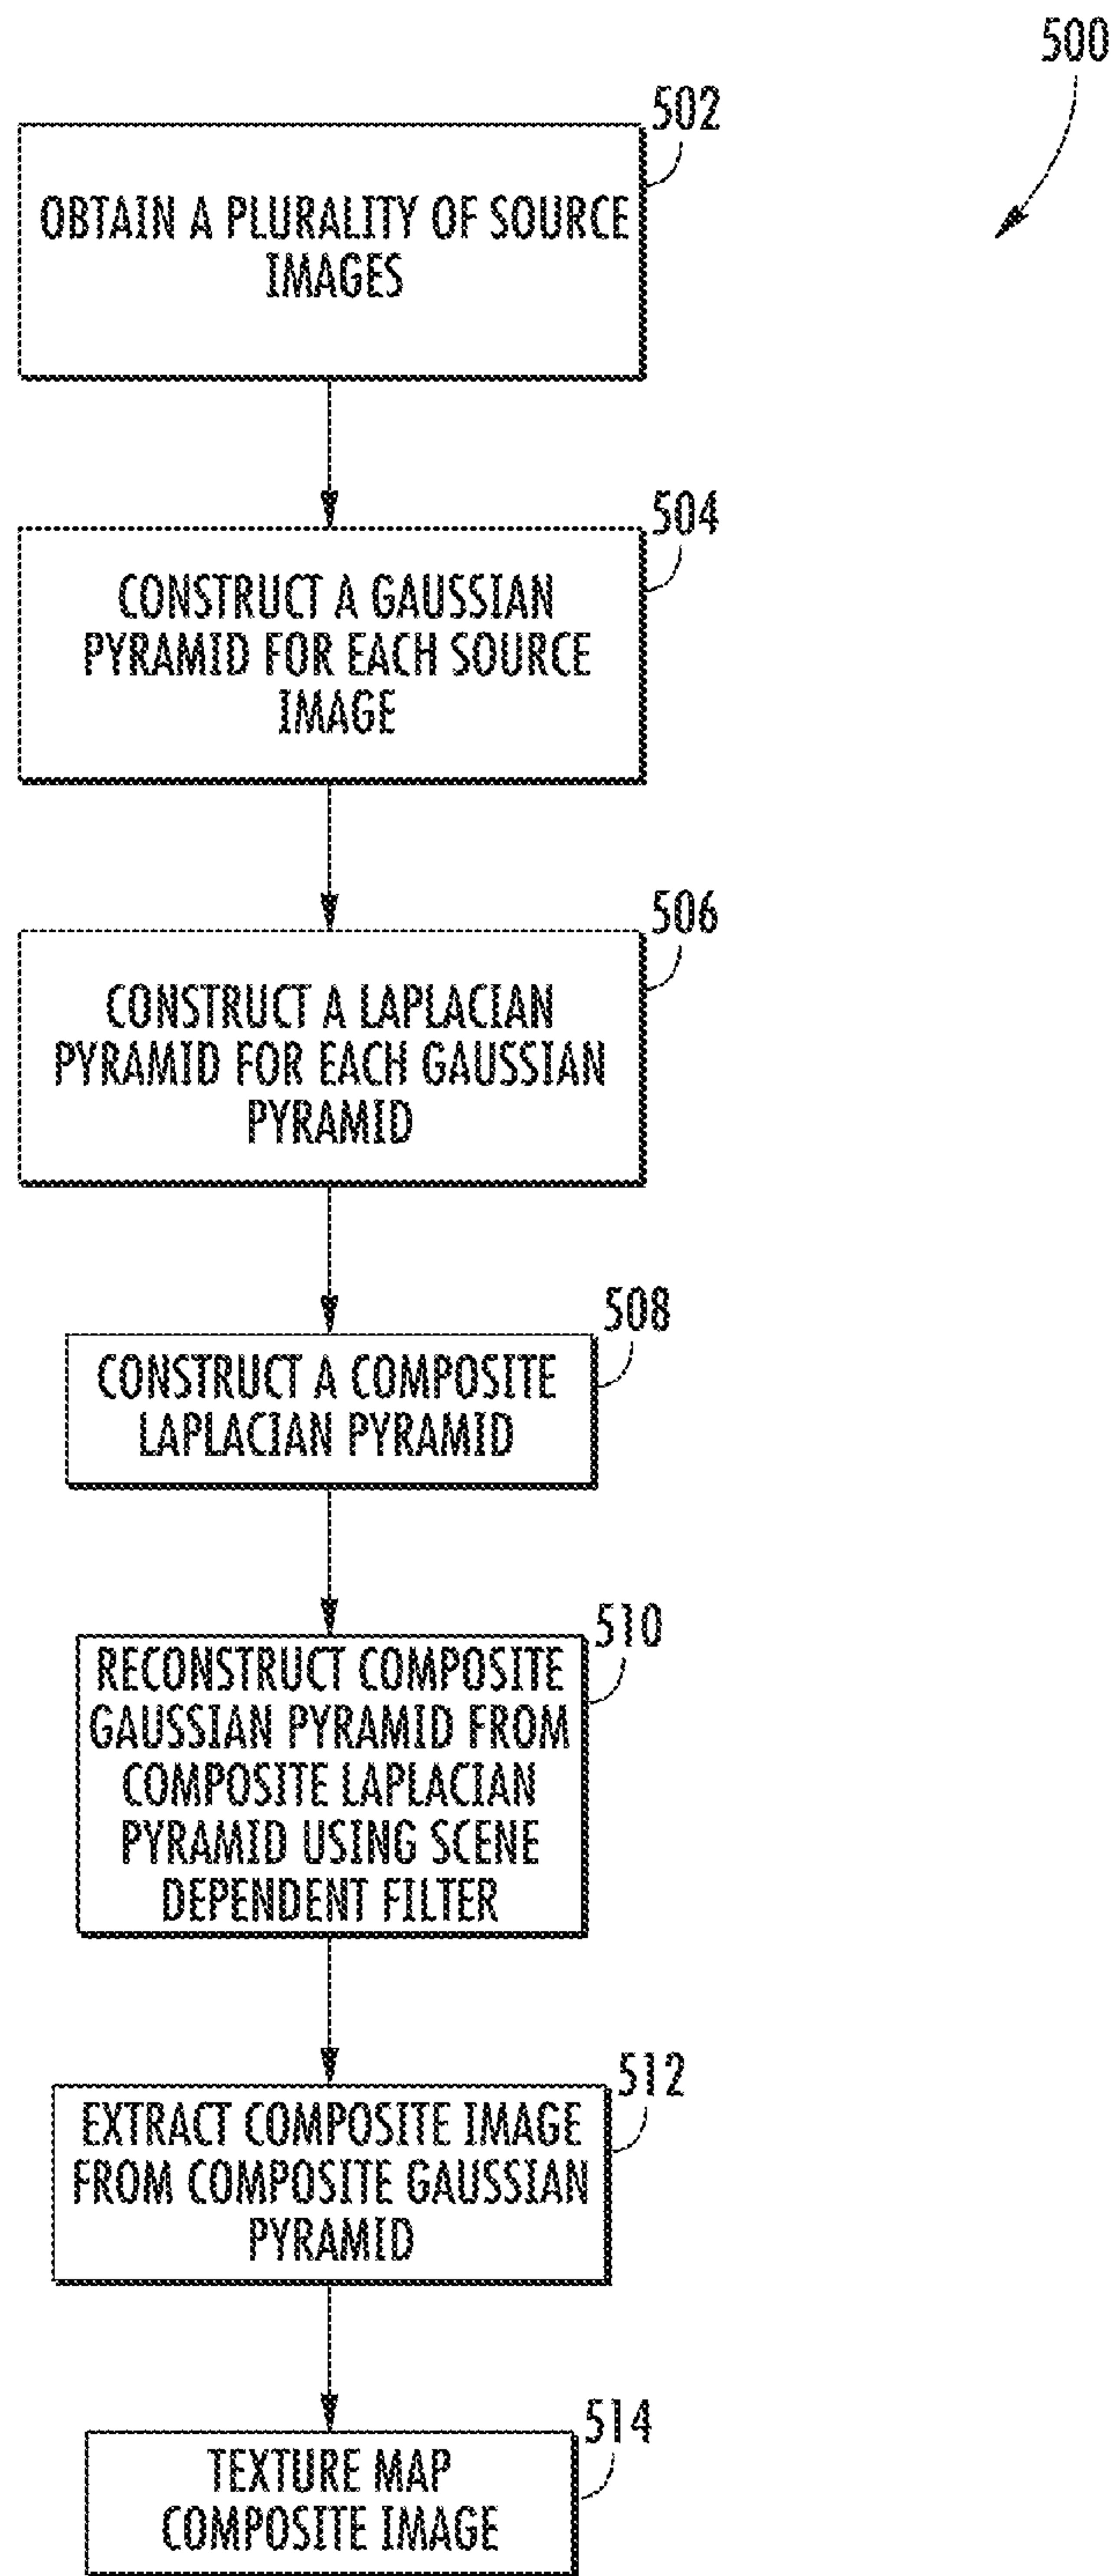 500
502
OBTAIN A PLURALITY OF SOURCE
IMAGES
504
CONSTRUCT A GAUSSIAN
PYRAMID FOR EACH SOURCE
IMAGE
506
CONSTRUCT A LAPLACIAN
PYRAMID FOR EACH GAUSSIAN
PYRAMID
508
CONSTRUCT A COMPOSITE
LAPLACIAN PYRAMID
510
RECONSTRUCT COMPOSITE
GAUSSIAN PYRAMID FROM
COMPOSITE LAPLACIAN
PYRAMID USING SCENE
DEPENDENT FILTER
512
EXTRACT COMPOSITE IMAGE
FROM COMPOSITE GAUSSIAN
PYRAMID
514
TEXTURE MAP
COMPOSITE IMAGE